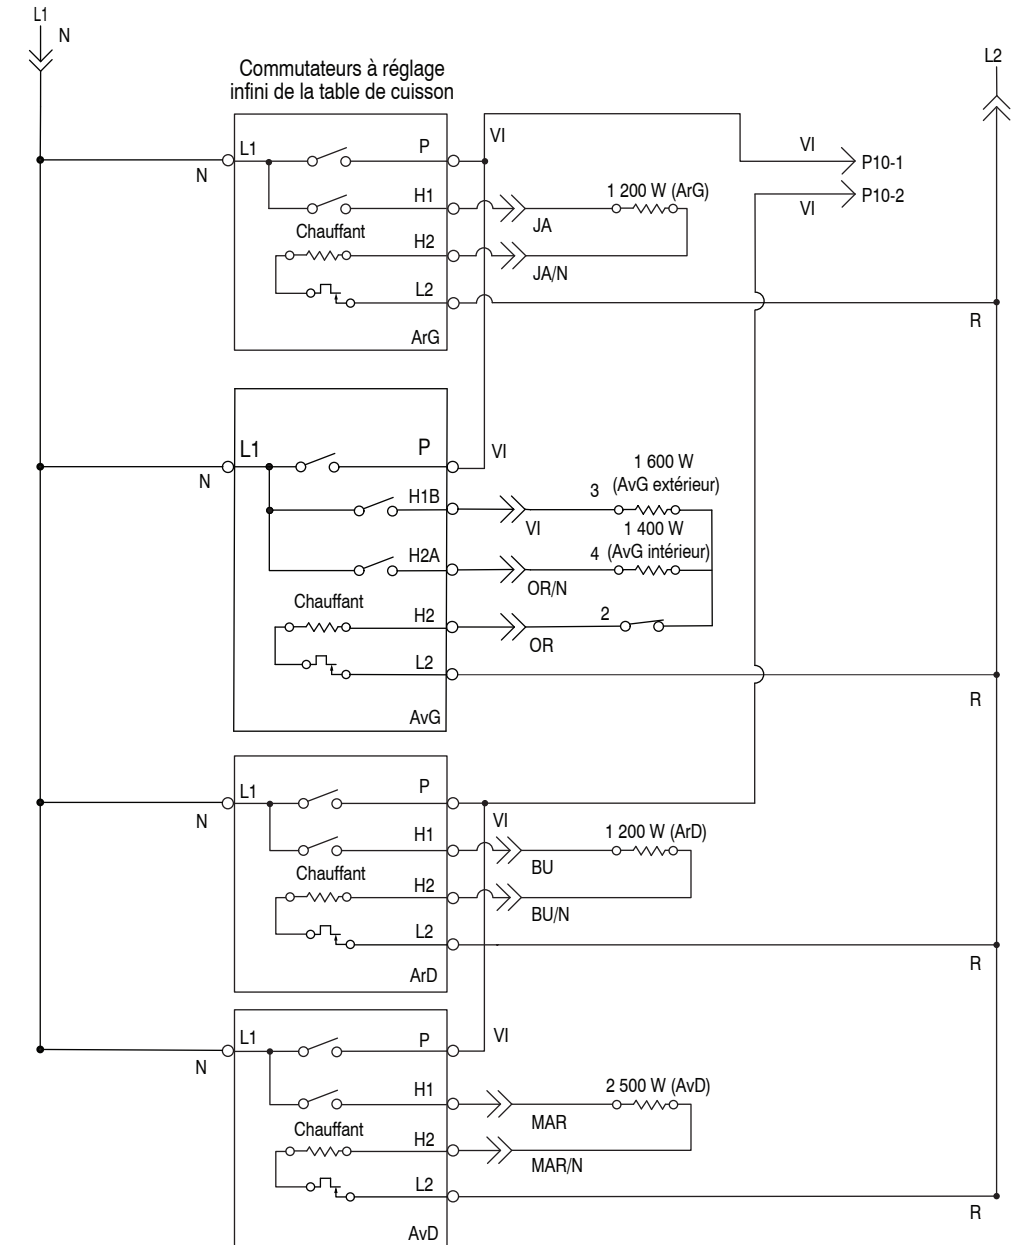 L1
N
L2
Commutateurs à réglage
infini de la table de cuisson
L1
P
VI
VI
P10-1
N
H1
1 200 W (ArG)
P10-2
VI
JA
Chauffant
H2
JA/N
L2
R
ArG
L1
P
VI
N
1 600 W
3 (AvG extérieur)
H1B
VI
1 400 W
4 (AvG intérieur)
H2A
OR/N
Chauffant
H2
2
OR
L2
R
AvG
L1
P
N
VI
H1
1 200 W (ArD)
BU
Chauffant
H2
BU/N
L2
R
ArD
L1
P
VI
N
H1
2 500 W (AvD)
MAR
Chauffant
H2
MAR/N
L2
R
AvD